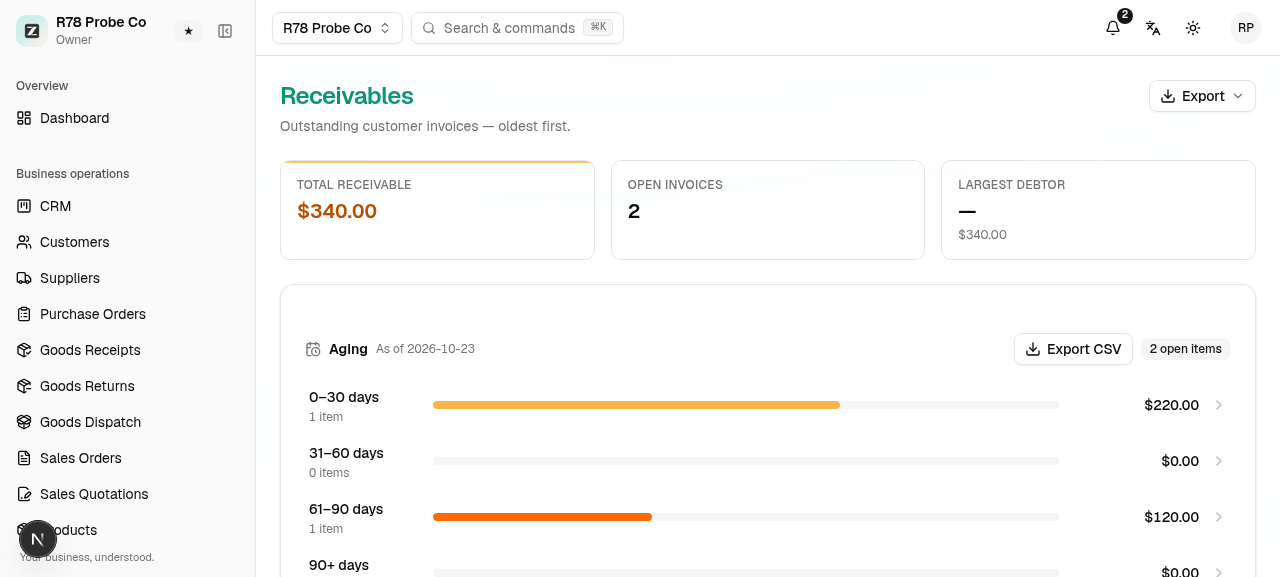 R78 Probe Co
Owner
★
Overview
Dashboard
Business operations
CRM
Customers
Suppliers
Purchase Orders
Goods Receipts
Goods Returns
Goods Dispatch
Sales Orders
Sales Quotations
N
Your business, understood.
R78 Probe Co
Search & commands ⌘K
2
RP
Receivables
Export
Outstanding customer invoices — oldest first.
TOTAL RECEIVABLE
$340.00
OPEN INVOICES
2
LARGEST DEBTOR
—
$340.00
Aging As of 2026-10-23
Export CSV
2 open items
0–30 days
1 item
$220.00
31–60 days
0 items
$0.00
61–90 days
1 item
$120.00
90+ days
$0.00